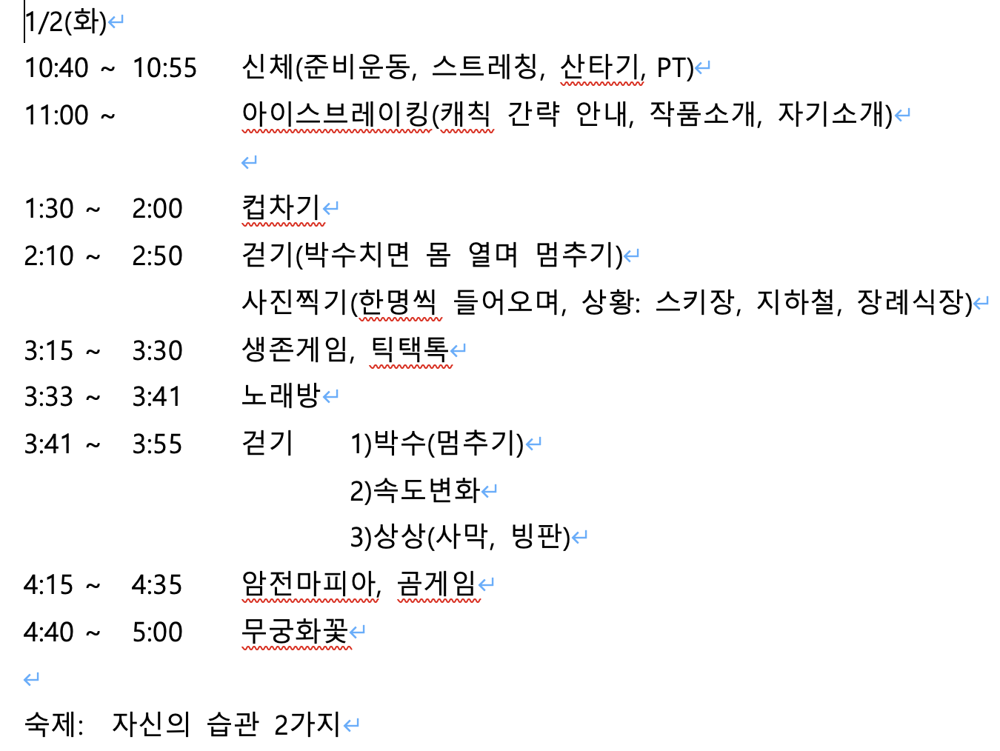 1/2(화)
10:40 ~ 10:55 신체(준비운동, 스트레칭, 산타기, PT)
11:00 ~ 아이스브레이킹(캐칙 간략 안내, 작품소개, 자기소개)
1:30 ~ 2:00 컵차기
2:10 ~ 2:50 걷기(박수치면 몸 열며 멈추기)
사진찍기(한명씩 들어오며, 상황: 스키장, 지하철, 장례식장)
3:15 ~ 3:30 생존게임, 틱택톡
3:33 ~ 3:41 노래방
3:41 ~ 3:55 걷기 1)박수(멈추기)
2)속도변화
3)상상(사막, 빙판)
4:15 ~ 4:35 암전마피아, 곰게임
4:40 ~ 5:00 무궁화꽃
숙제: 자신의 습관 2가지